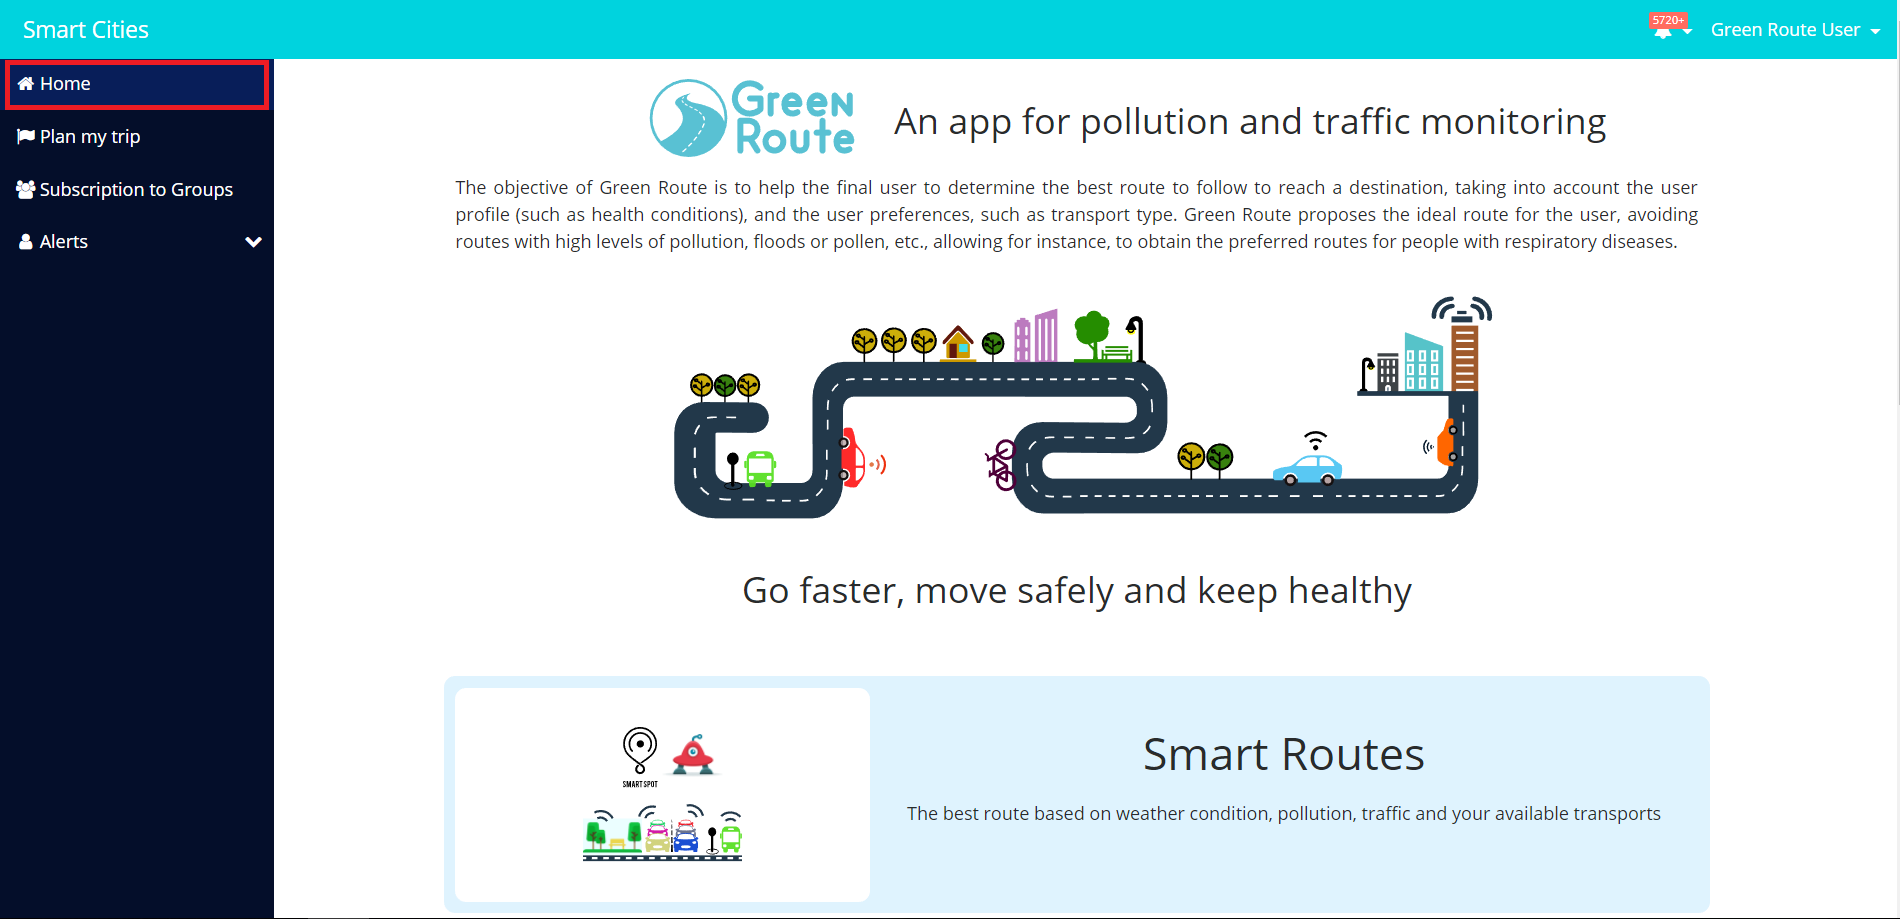 Smart Cities
5720+
Green Route User
Home
Plan my trip
Subscription to Groups
Alerts
Green
Route
An app for pollution and traffic monitoring
The objective of Green Route is to help the final user to determine the best route to follow to reach a destination, taking into account the user
profile (such as health conditions), and the user preferences, such as transport type. Green Route proposes the ideal route for the user, avoiding
routes with high levels of pollution, floods or pollen, etc., allowing for instance, to obtain the preferred routes for people with respiratory diseases.
Go faster, move safely and keep healthy
SMART SPOT
Smart Routes
The best route based on weather condition, pollution, traffic and your available transports